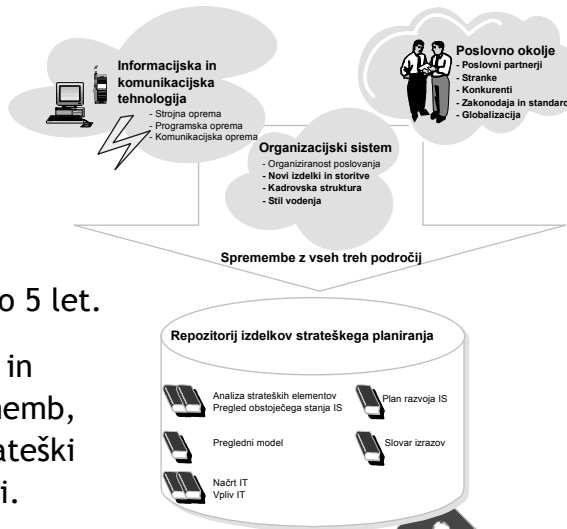 Informacijska in
komunikacijska
tehnologija
- Strojna oprema
- Programska oprema
- Komunikacijska oprema
Poslovno okolje
- Poslovni partnerji
- Stranke
- Konkurenti
- Zakonodaja in standard
- Globalizacija
Organizacijski sistem
- Organiziranost poslovanja
- Novi izdelki in storitve
- Kadrovska struktura
- Stil vodenja
Spremembe z vseh treh področij
o 5 let.
in
emb,
ateški
i.
Repozitorij izdelkov strateškega planiranja
Analiza strateških elementov
Pregled obstoječega stanja IS
Plan razvoja IS
Pregledni model
Slovar izrazov
Načrt IT
Vpliv IT